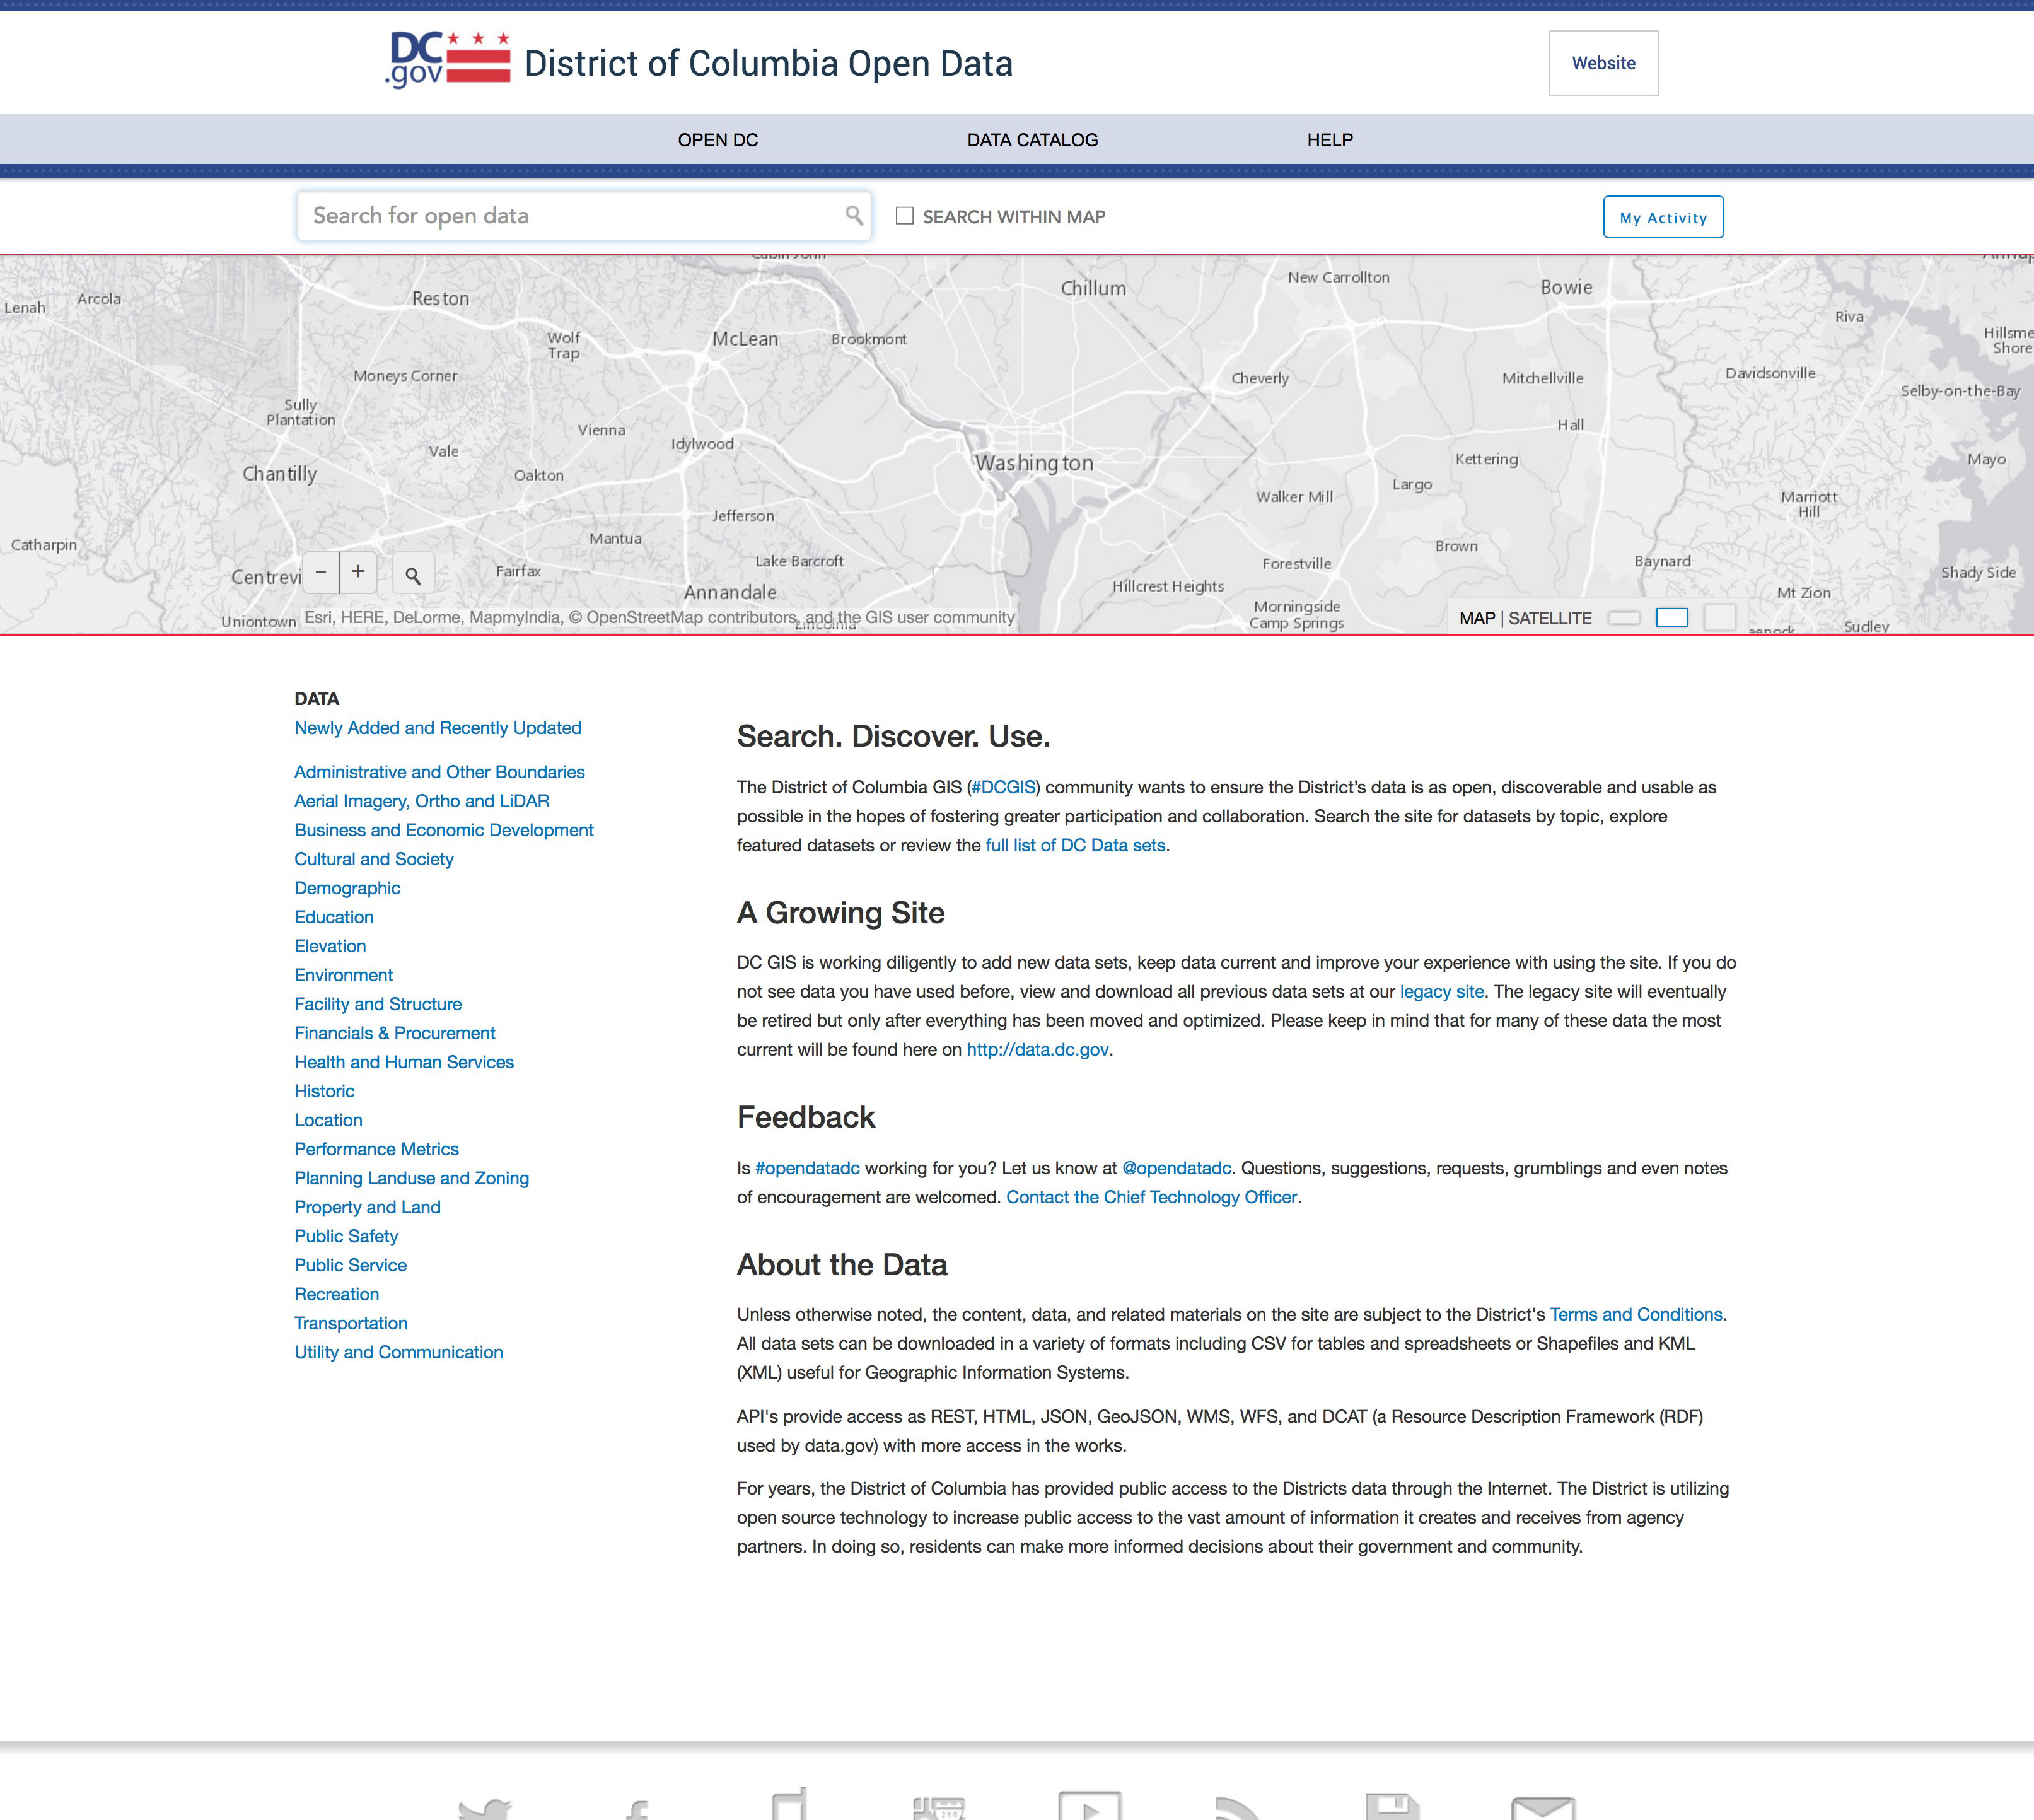 DC
.gov
District of Columbia Open Data
Website
OPEN DC
DATA CATALOG
HELP
Search for open data
SEARCH WITHIN MAP
My Activity
Cabin John
Lenah
Arcola
Reston
Wolf
Trap
McLean
Brookmont
Chillum
New Carrollton
Bowie
Riva
Hillsme
Shore
Moneys Corner
Cheverly
Mitchellville
Davidsonville
Selby-on-the-Bay
Sully
Plantation
Vienna
Idylwood
Vale
Hall
Chantilly
Oakton
Washington
Kettering
Mayo
Largo
Walker Mill
Marriott
Hill
Jefferson
Mantua
Catharpin
Lake Barcroft
Brown
Forestville
Baynard
Shady Side
Centrevi
− +
Fairfax
Annandale
Hillcrest Heights
Mt Zion
Morningside
Camp Springs
Uniontown
Esri, HERE, DeLorme, MapmyIndia, © OpenStreetMap contributors, and the GIS user community
Lincolnia
MAP | SATELLITE
Sudley
DATA
Newly Added and Recently Updated
Administrative and Other Boundaries
Aerial Imagery, Ortho and LiDAR
Business and Economic Development
Cultural and Society
Demographic
Education
Elevation
Environment
Facility and Structure
Financials & Procurement
Health and Human Services
Historic
Location
Performance Metrics
Planning Landuse and Zoning
Property and Land
Public Safety
Public Service
Recreation
Transportation
Utility and Communication
Search. Discover. Use.
The District of Columbia GIS (#DCGIS) community wants to ensure the District’s data is as open, discoverable and usable as
possible in the hopes of fostering greater participation and collaboration. Search the site for datasets by topic, explore
featured datasets or review the full list of DC Data sets.
A Growing Site
DC GIS is working diligently to add new data sets, keep data current and improve your experience with using the site. If you do
not see data you have used before, view and download all previous data sets at our legacy site. The legacy site will eventually
be retired but only after everything has been moved and optimized. Please keep in mind that for many of these data the most
current will be found here on http://data.dc.gov.
Feedback
Is #opendatadc working for you? Let us know at @opendatadc. Questions, suggestions, requests, grumblings and even notes
of encouragement are welcomed. Contact the Chief Technology Officer.
About the Data
Unless otherwise noted, the content, data, and related materials on the site are subject to the District's Terms and Conditions.
All data sets can be downloaded in a variety of formats including CSV for tables and spreadsheets or Shapefiles and KML
(XML) useful for Geographic Information Systems.
API's provide access as REST, HTML, JSON, GeoJSON, WMS, WFS, and DCAT (a Resource Description Framework (RDF)
used by data.gov) with more access in the works.
For years, the District of Columbia has provided public access to the Districts data through the Internet. The District is utilizing
open source technology to increase public access to the vast amount of information it creates and receives from agency
partners. In doing so, residents can make more informed decisions about their government and community.